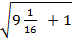 √(9 1/16 + 1)